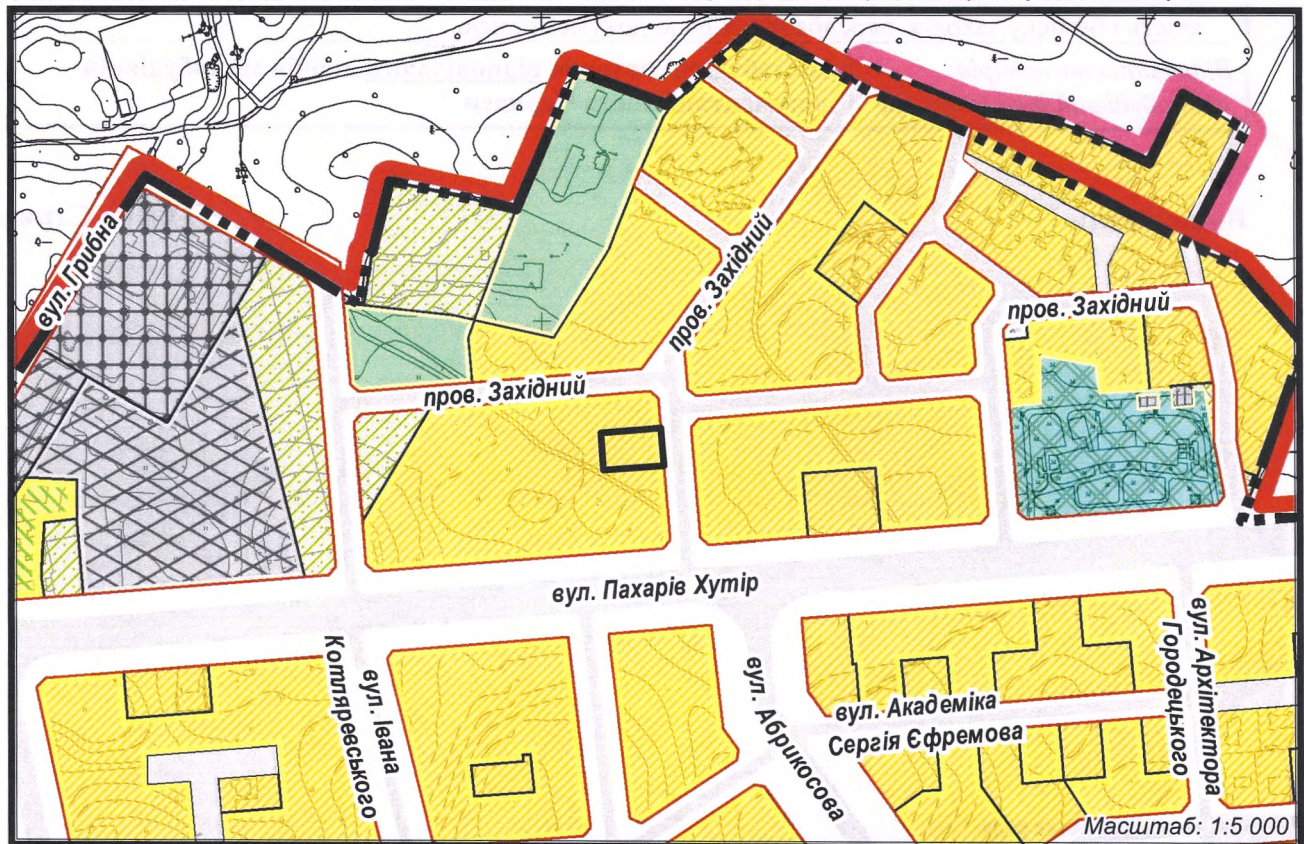 вул. Грибна
пров. Західний
пров. Західний
пров. Західний
вул. Пахарів Хутір
вул. Івана
Котляревського
вул. Абрикосова
вул. Академіка
Сергія Єфремова
вул. Архітектора
Городецького
Масштаб: 1:5 000